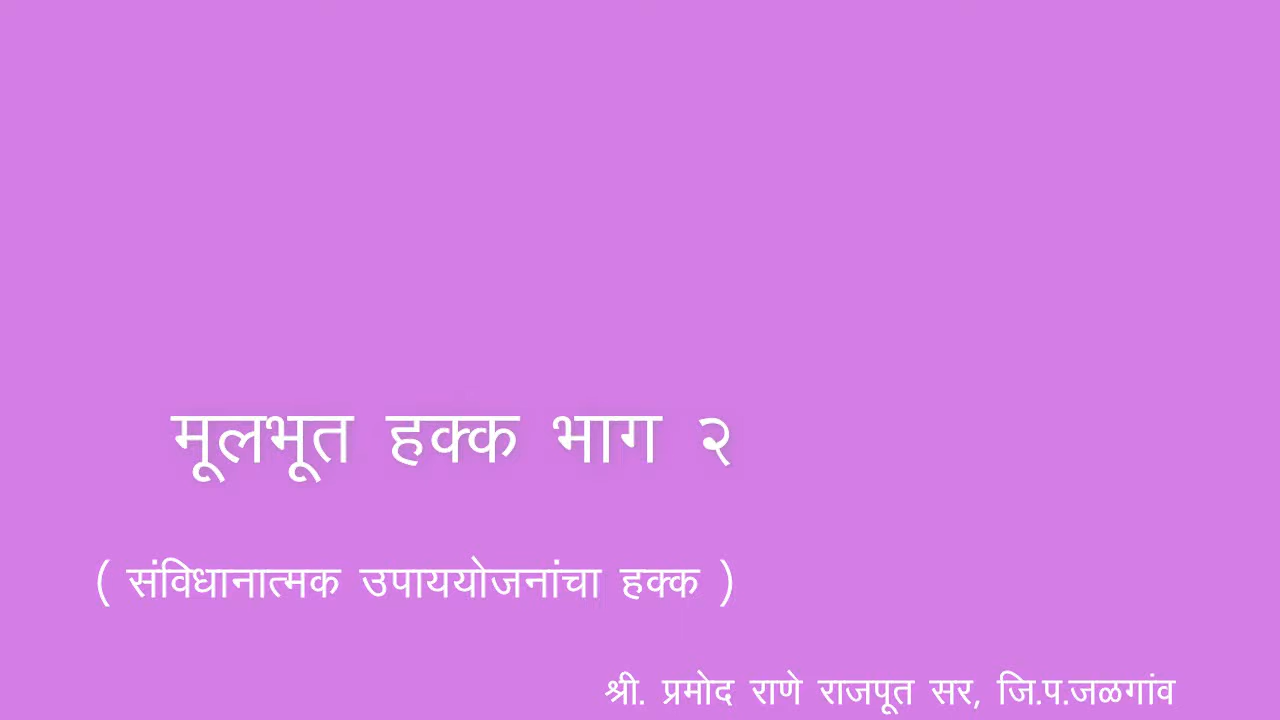 मूलभूत हक्क भाग २
( संविधानात्मक उपाययोजनांचा हक्क )
श्री. प्रमोद राणे राजपूत सर, जि.प.जळगांव